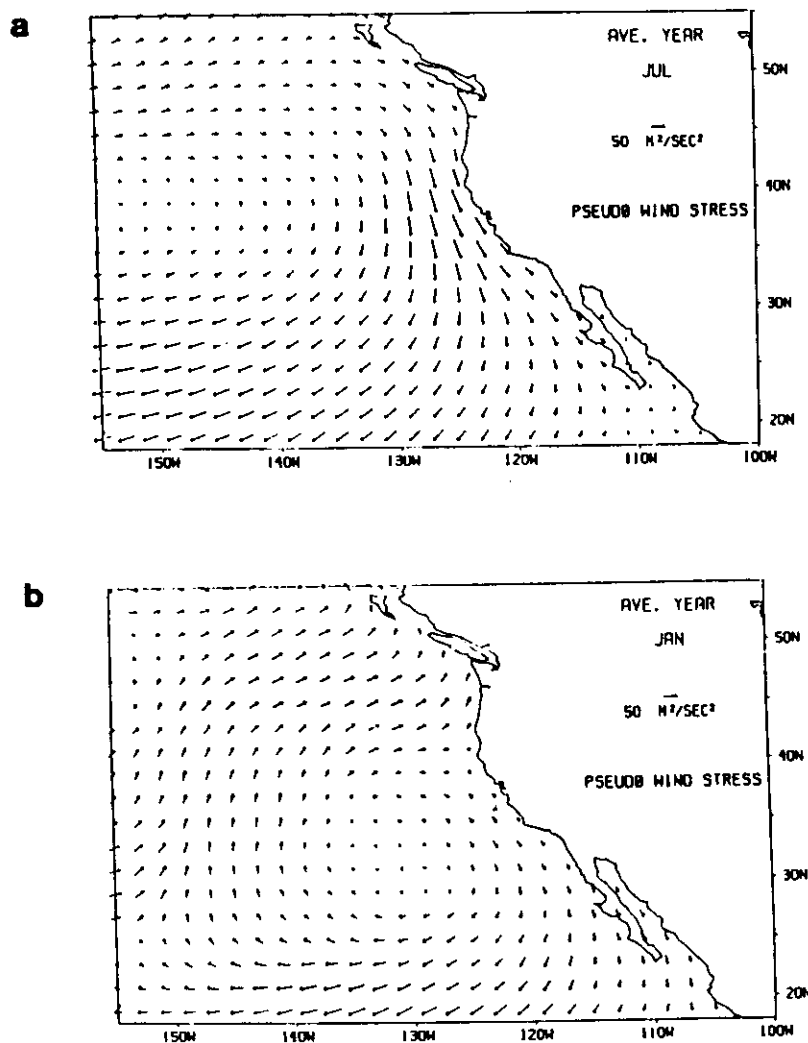 a
AVE. YEAR
JUL
50 M²/SEC²
PSEUDO WIND STRESS
50N
40N
30N
20N
150W 140W 130W 120W 110W 100W
b
AVE. YEAR
JAN
50 M²/SEC²
PSEUDO WIND STRESS
50N
40N
30N
20N
150W 140W 130W 120W 110W 100W